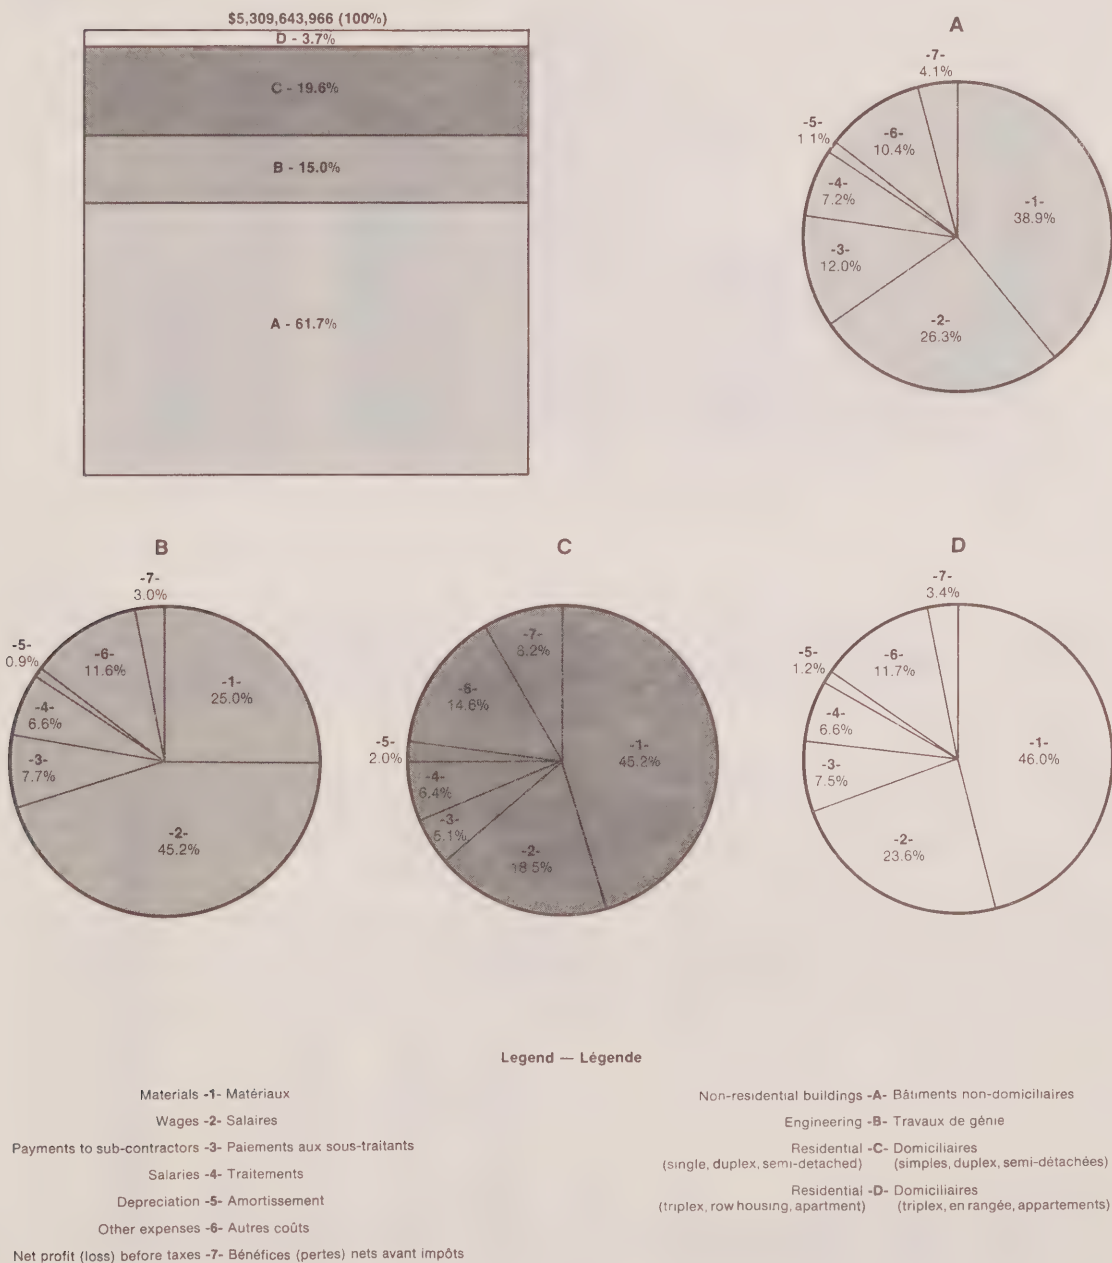 $5,309,643,966 (100%)
D - 3.7%
C - 19.6%
B - 15.0%
A - 61.7%
A
-7-
4.1%
-5-
1.1%
-6-
10.4%
-4-
7.2%
-1-
38.9%
-3-
12.0%
-2-
26.3%
B
-7-
3.0%
-5-
0.9%
-6-
11.6%
-1-
25.0%
-4-
6.6%
-3-
7.7%
-2-
45.2%
C
-7-
8.2%
-6-
14.6%
-5-
2.0%
-1-
45.2%
-4-
6.4%
-3-
5.1%
-2-
18.5%
D
-7-
3.4%
-5-
1.2%
-6-
11.7%
-4-
6.6%
-1-
46.0%
-3-
7.5%
-2-
23.6%
Legend — Légende
Materials -1- Matériaux
Wages -2- Salaires
Payments to sub-contractors -3- Paiements aux sous-traitants
Salaries -4- Traitements
Depreciation -5- Amortissement
Other expenses -6- Autres coûts
Net profit (loss) before taxes -7- Bénéfices (pertes) nets avant impôts
Non-residential buildings -A- Bâtiments non-domiciliaires
Engineering -B- Travaux de génie
Residential -C- Domiciliaires
(single, duplex, semi-detached) (simples, duplex, semi-détachées)
Residential -D- Domiciliaires
(triplex, row housing, apartment) (triplex, en rangée, appartements)